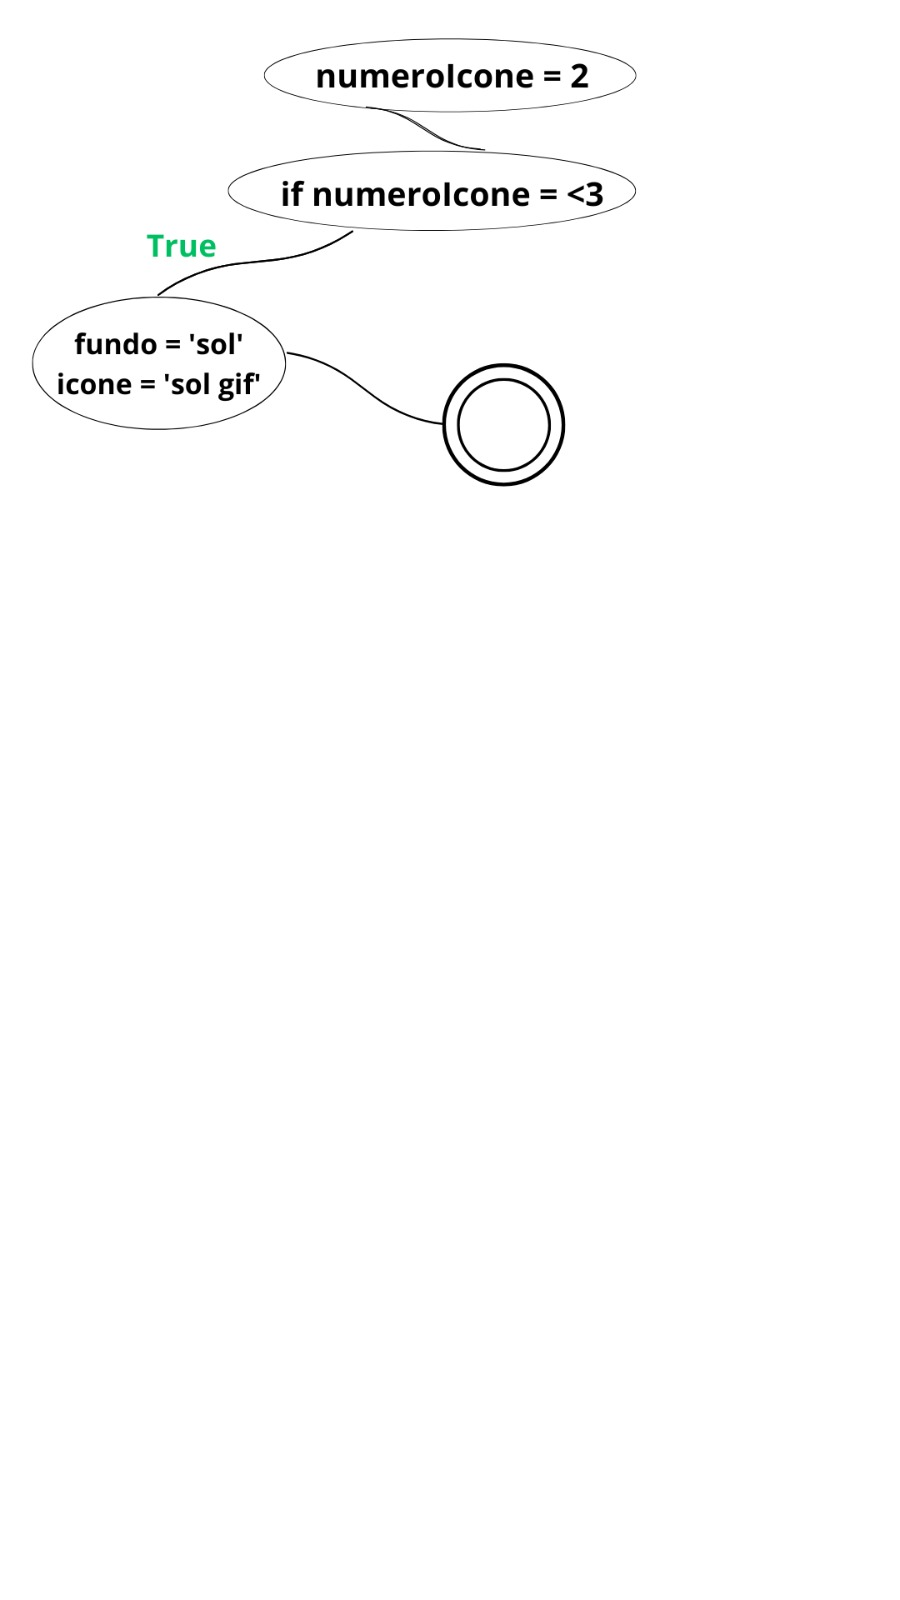 numeroIcone = 2
if numeroIcone = <3
True
fundo = 'sol'
icone = 'sol gif'